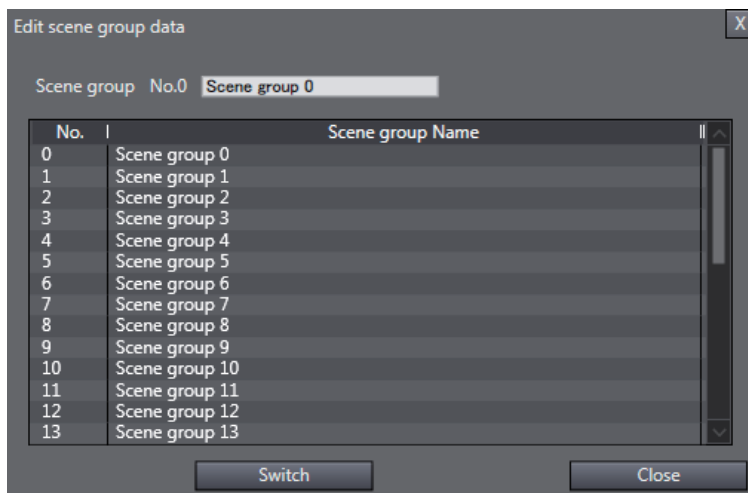 Edit scene group data X
Scene group No.0 Scene group 0
No. Scene group Name
0 Scene group 0
1 Scene group 1
2 Scene group 2
3 Scene group 3
4 Scene group 4
5 Scene group 5
6 Scene group 6
7 Scene group 7
8 Scene group 8
9 Scene group 9
10 Scene group 10
11 Scene group 11
12 Scene group 12
13 Scene group 13
Switch Close